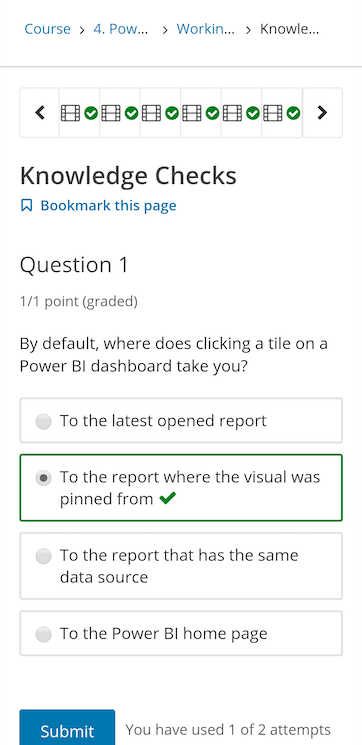 Course > 4. Pow... > Workin... > Knowle...
Knowledge Checks
Bookmark this page
Question 1
1/1 point (graded)
By default, where does clicking a tile on a
Power BI dashboard take you?
To the latest opened report
To the report where the visual was
pinned from
To the report that has the same
data source
To the Power BI home page
Submit You have used 1 of 2 attempts